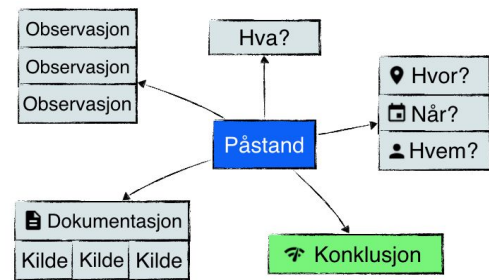 Observasjon
Observasjon
Observasjon
Hva?
Hvor?
Når?
Hvem?
Påstand
Dokumentasjon
Kilde Kilde Kilde
Konklusjon